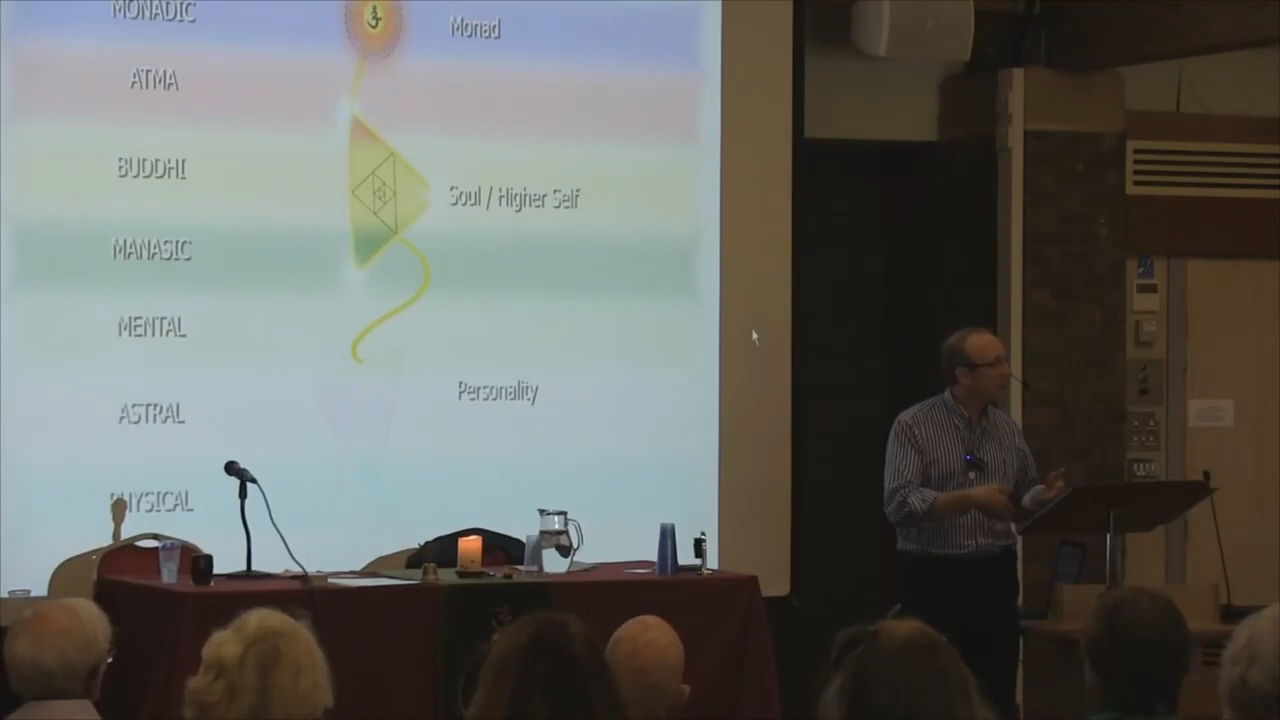 MONADIC
Monad
ATMA
BUDDHI
Soul / Higher Self
MANASIC
MENTAL
Personality
ASTRAL
PHYSICAL